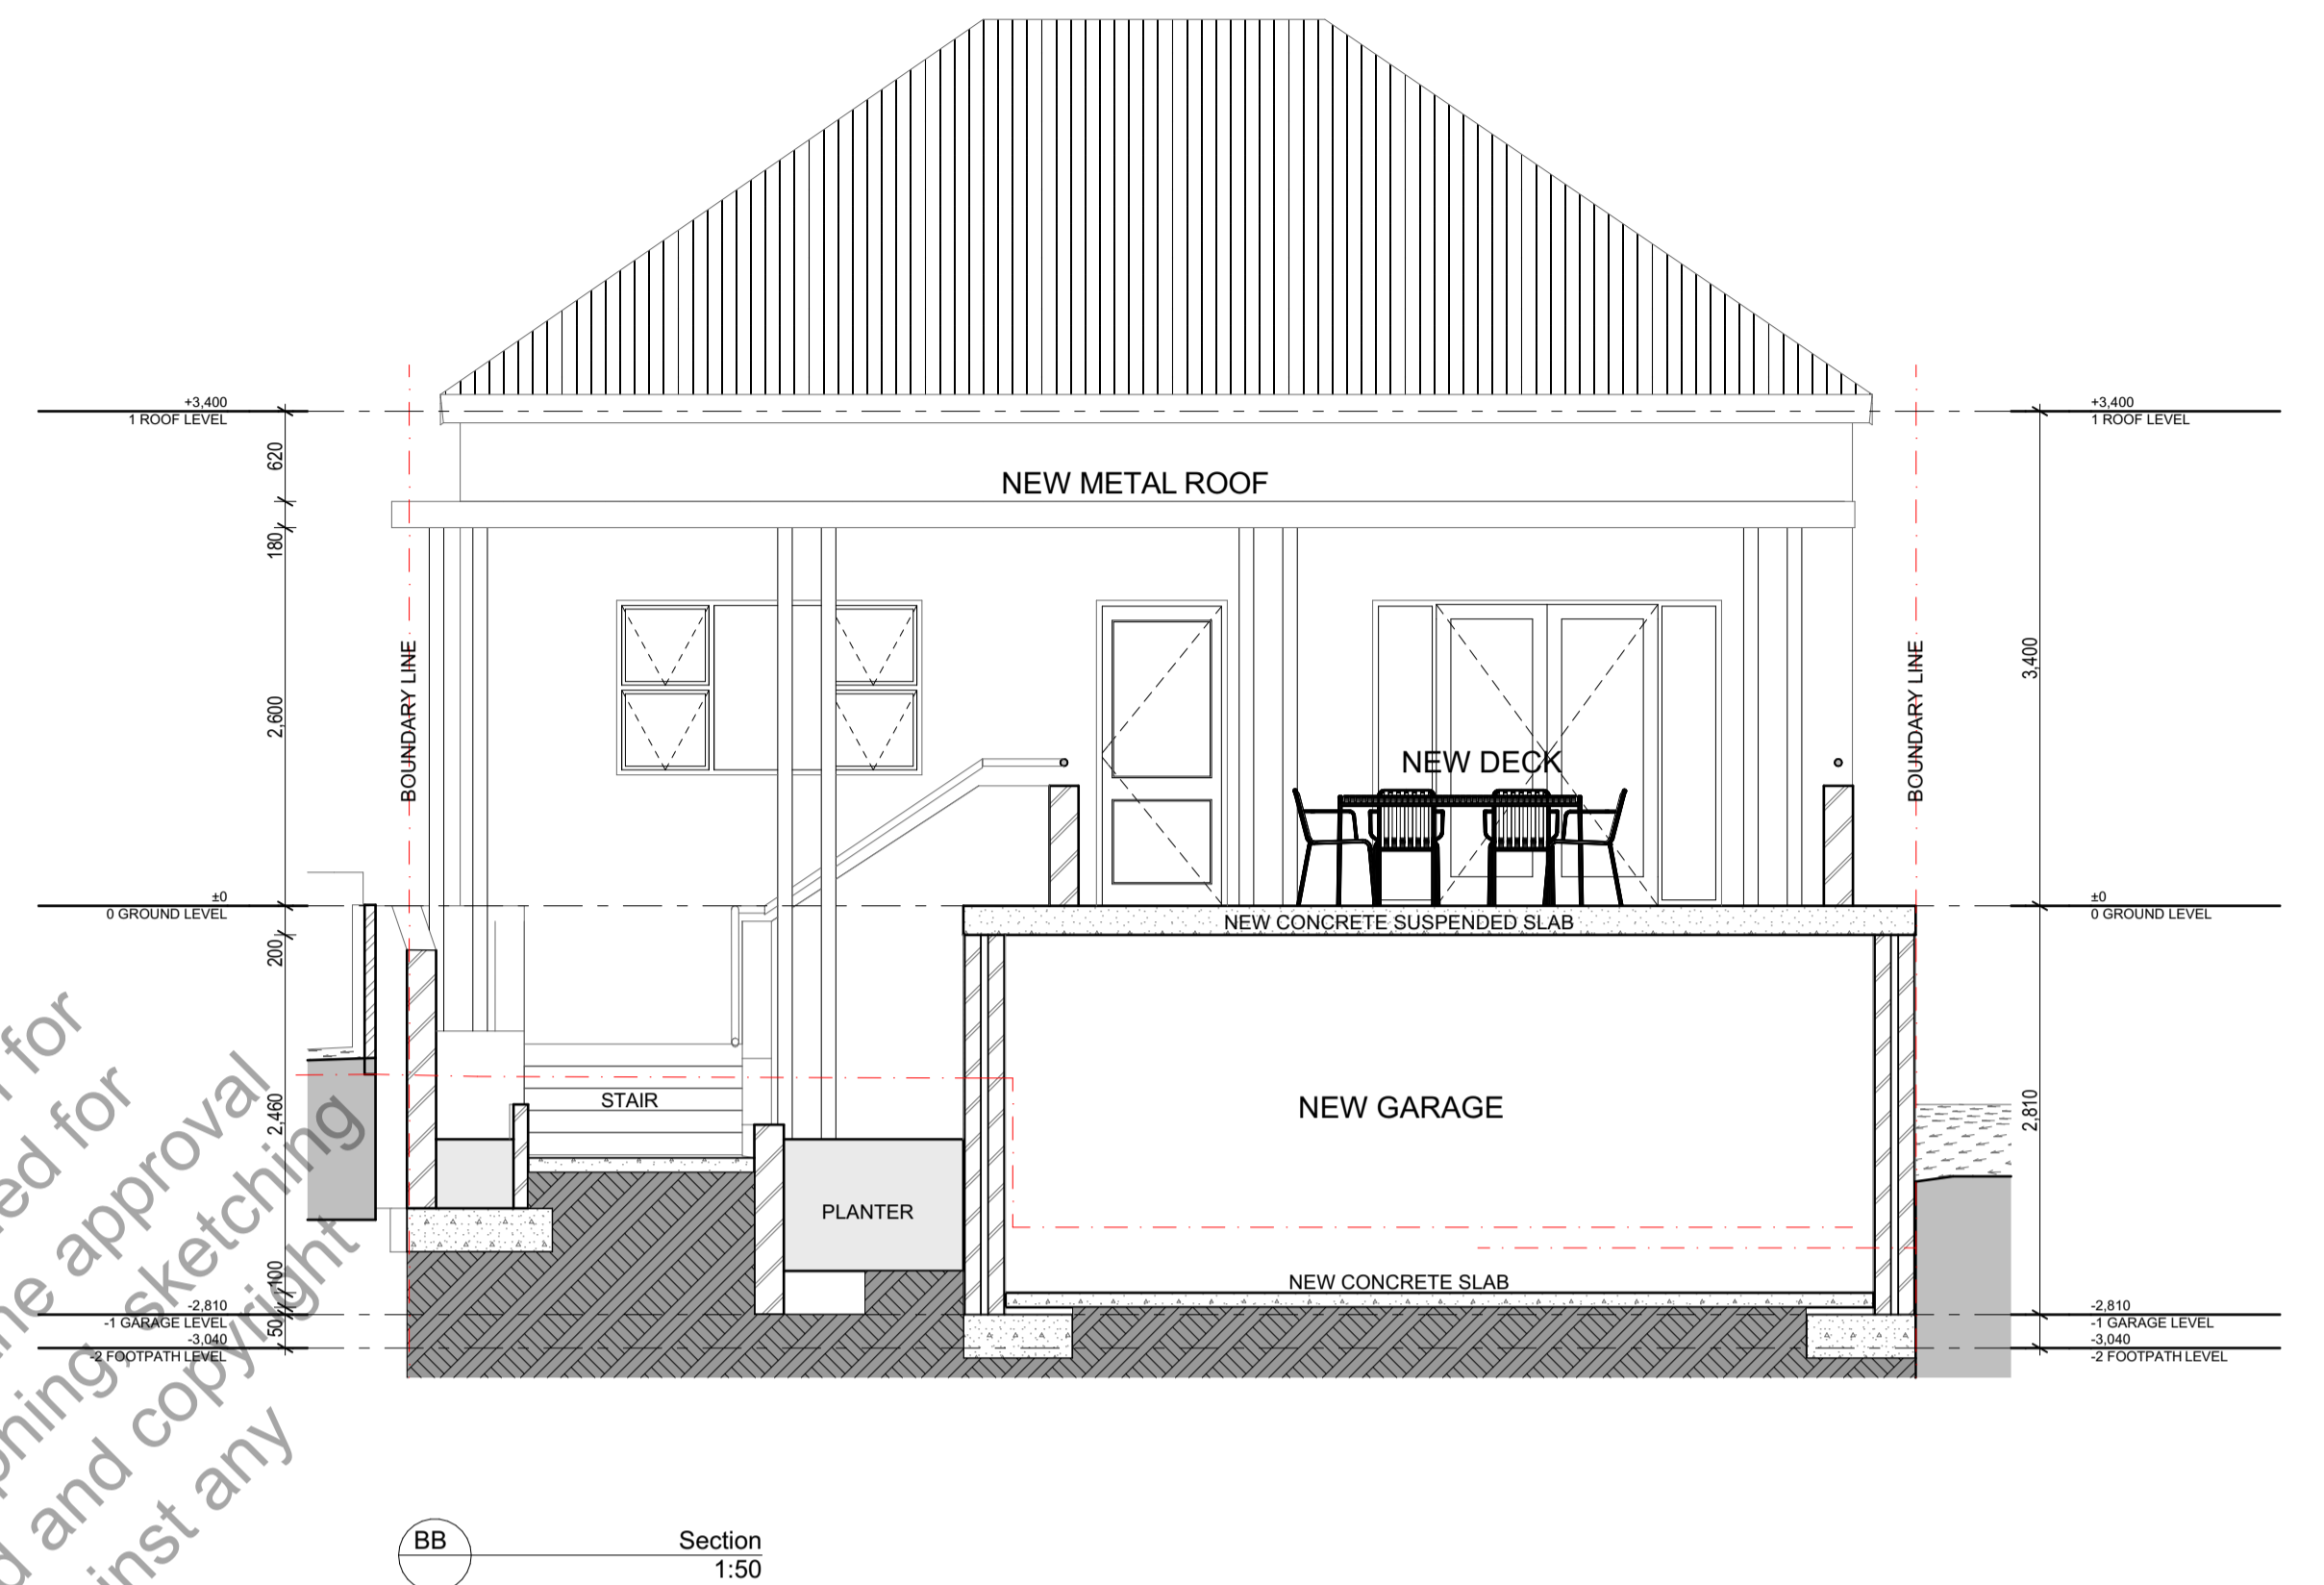 +3,400
1 ROOF LEVEL
+3,400
1 ROOF LEVEL
620
NEW METAL ROOF
180
BOUNDARY LINE
BOUNDARY LINE
2,600
3,400
NEW DECK
±0
0 GROUND LEVEL
±0
0 GROUND LEVEL
NEW CONCRETE SUSPENDED SLAB
200
2,460
STAIR
NEW GARAGE
2,810
PLANTER
100
NEW CONCRETE SLAB
-2,810
-1 GARAGE LEVEL
50
-3,040
-2 FOOTPATH LEVEL
-2,810
-1 GARAGE LEVEL
-3,040
-2 FOOTPATH LEVEL
for
for
approval
sketching
and copyright
any
BB
Section
1:50